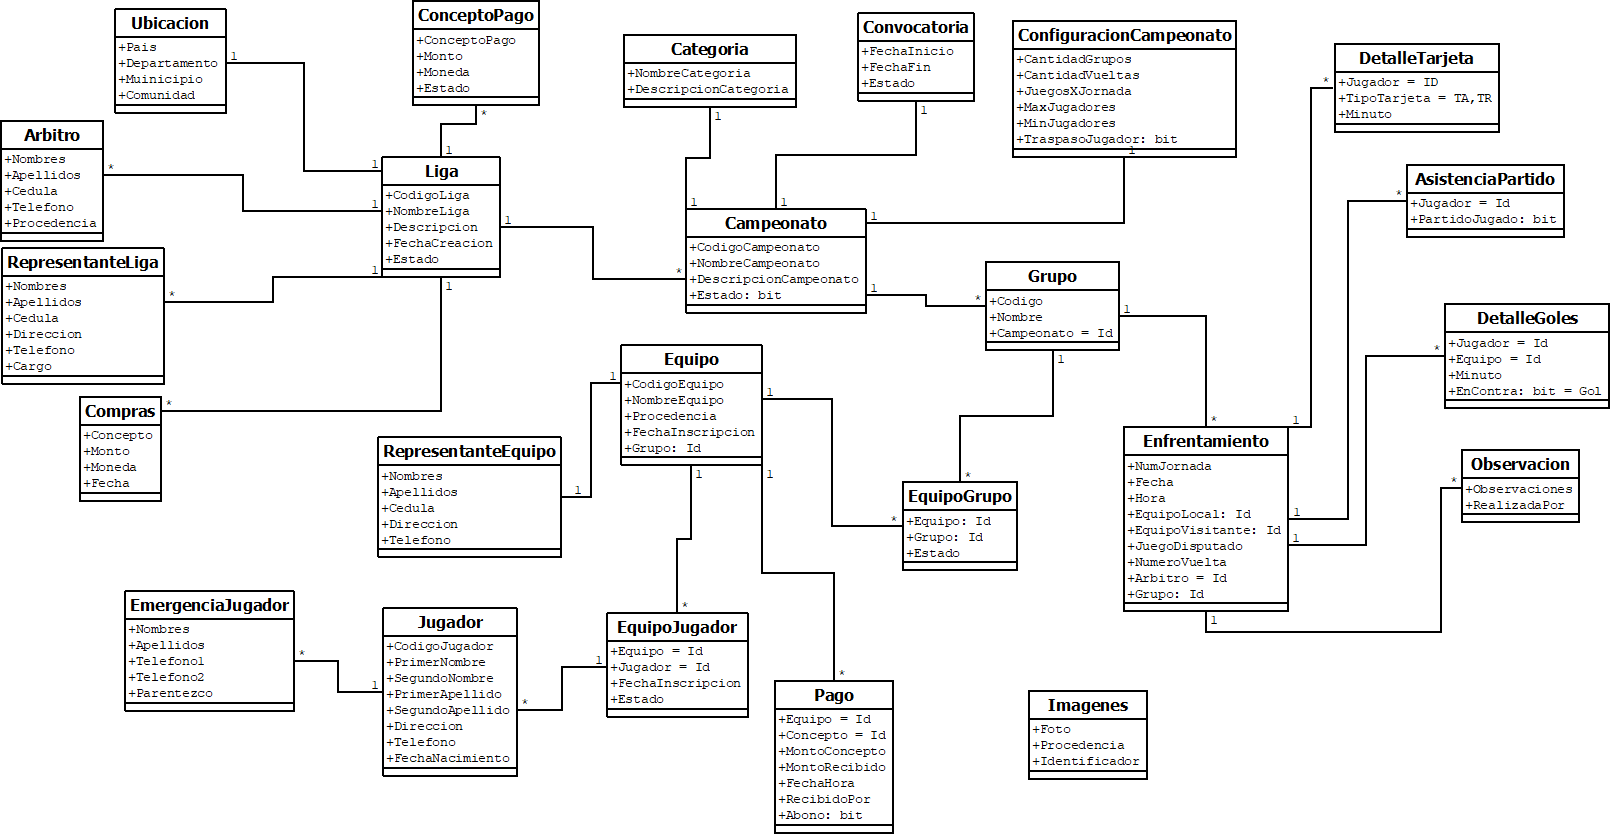 Ubicacion
+Pais
+Departamento
+Muinicipio
+Comunidad
1
1
ConceptoPago
+ConceptoPago
+Monto
+Moneda
+Estado
*
1
Categoria
+NombreCategoria
+DescripcionCategoria
1
1
Convocatoria
+FechaInicio
+FechaFin
+Estado
1
1
ConfiguracionCampeonato
+CantidadGrupos
+CantidadVueltas
+JuegosXJornada
+MaxJugadores
+MinJugadores
+TraspasoJugador: bit
1
1
DetalleTarjeta
+Jugador = ID
+TipoTarjeta = TA,TR
+Minuto
*
1
Arbitro
+Nombres
+Apellidos
+Cedula
+Telefono
+Procedencia
*
1
Liga
+CodigoLiga
+NombreLiga
+Descripcion
+FechaCreacion
+Estado
1
*
AsistenciaPartido
+Jugador = Id
+PartidoJugado: bit
*
1
Campeonato
+CodigoCampeonato
+NombreCampeonato
+DescripcionCampeonato
+Estado: bit
1
*
RepresentanteLiga
+Nombres
+Apellidos
+Cedula
+Direccion
+Telefono
+Cargo
*
1
Grupo
+Codigo
+Nombre
+Campeonato = Id
1
*
1
*
DetalleGoles
+Jugador = Id
+Equipo = Id
+Minuto
+EnContra: bit = Gol
*
1
Equipo
+CodigoEquipo
+NombreEquipo
+Procedencia
+FechaInscripcion
+Grupo: Id
1
1
*
1
*
1
*
Compras
+Concepto
+Monto
+Moneda
+Fecha
*
1
RepresentanteEquipo
+Nombres
+Apellidos
+Cedula
+Direccion
+Telefono
1
EquipoGrupo
+Equipo: Id
+Grupo: Id
+Estado
Enfrentamiento
+NumJornada
+Fecha
+Hora
+EquipoLocal: Id
+EquipoVisitante: Id
+JuegoDisputado
+NumeroVuelta
+Arbitro = Id
+Grupo: Id
1
*
Observacion
+Observaciones
+RealizadaPor
EmergenciaJugador
+Nombres
+Apellidos
+Telefono1
+Telefono2
+Parentezco
*
1
Jugador
+CodigoJugador
+PrimerNombre
+SegundoNombre
+PrimerApellido
+SegundoApellido
+Direccion
+Telefono
+FechaNacimiento
*
1
EquipoJugador
+Equipo = Id
+Jugador = Id
+FechaInscripcion
+Estado
Pago
+Equipo = Id
+Concepto = Id
+MontoConcepto
+MontoRecibido
+FechaHora
+RecibidoPor
+Abono: bit
Imagenes
+Foto
+Procedencia
+Identificador